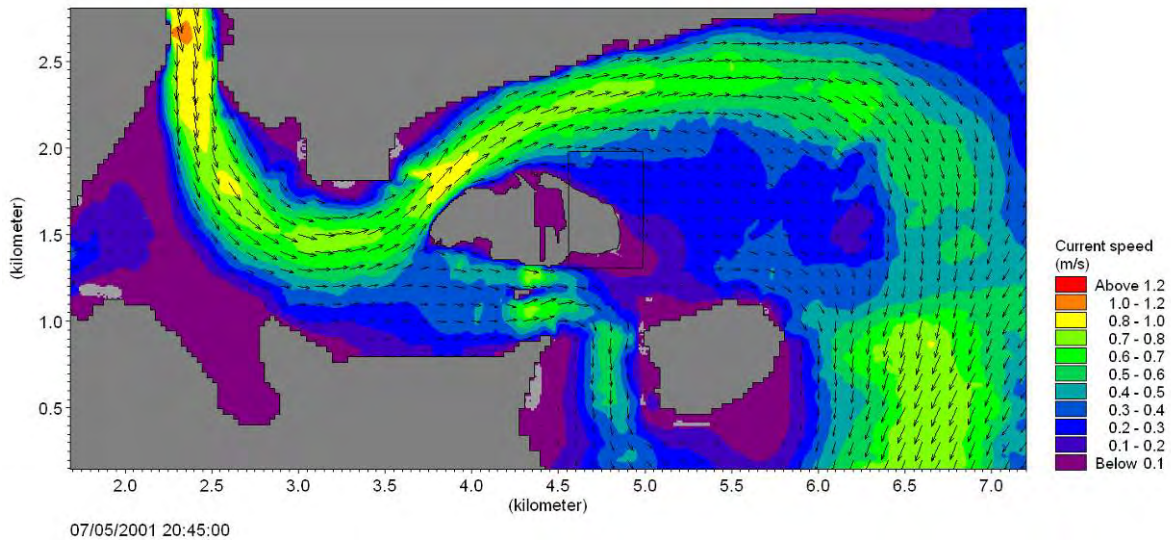 2.5
2.0
1.5
1.0
0.5
(kilometer)
2.0 2.5 3.0 3.5 4.0 4.5 5.0 5.5 6.0 6.5 7.0
(kilometer)
07/05/2001 20:45:00
Current speed
(m/s)
Above 1.2
1.0 - 1.2
0.8 - 1.0
0.7 - 0.8
0.6 - 0.7
0.5 - 0.6
0.4 - 0.5
0.3 - 0.4
0.2 - 0.3
0.1 - 0.2
Below 0.1